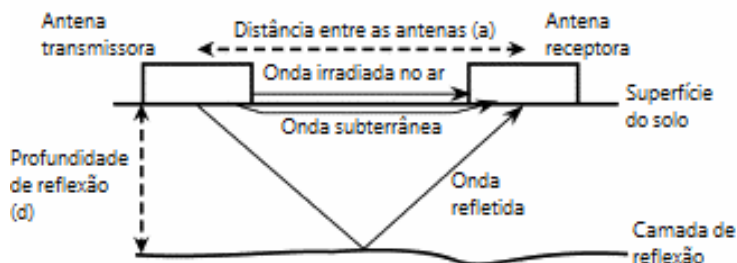 Antena
transmissora
Distância entre as antenas (a)
Antena
receptora
Onda irradiada no ar
Superfície
do solo
Onda subterrânea
Profundidade
de reflexão
(d)
Onda
refletida
Camada de
reflexão